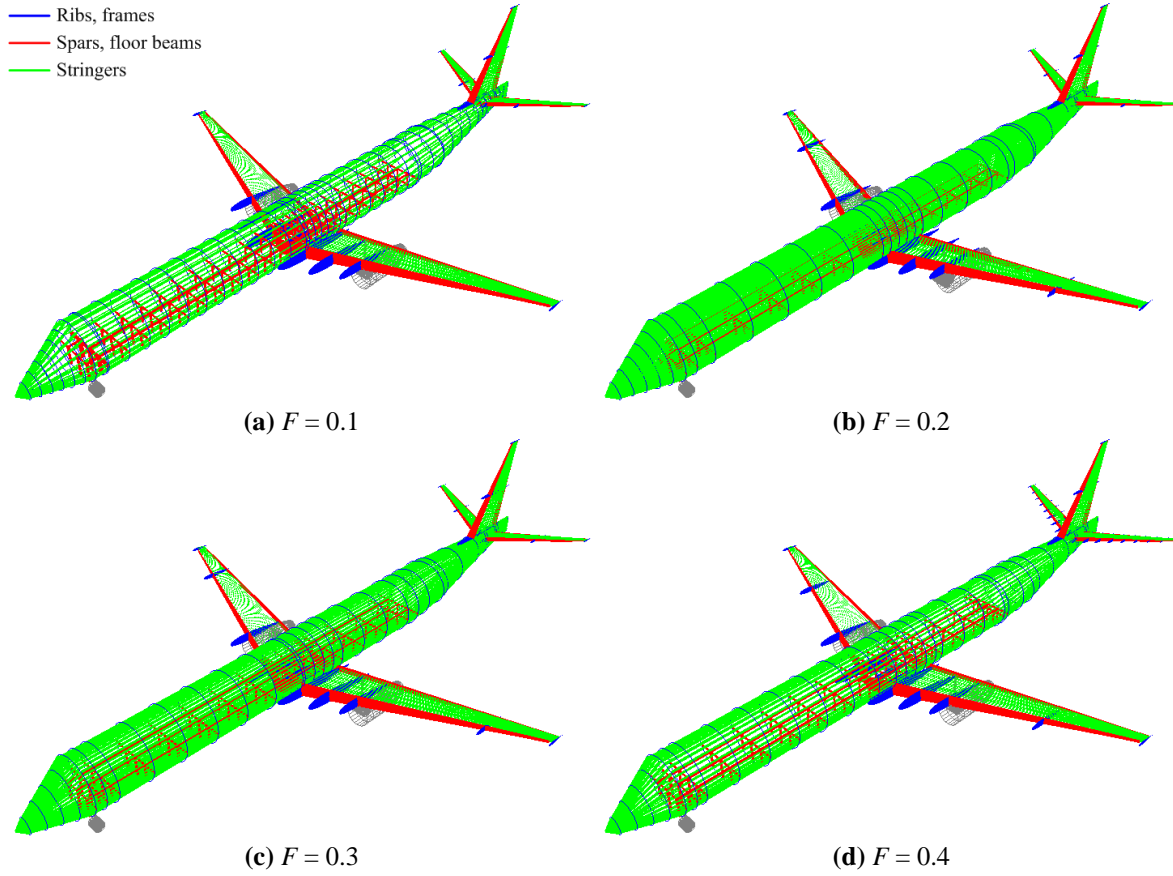 Ribs, frames
Spars, floor beams
Stringers
(a) F = 0.1
(b) F = 0.2
(c) F = 0.3
(d) F = 0.4